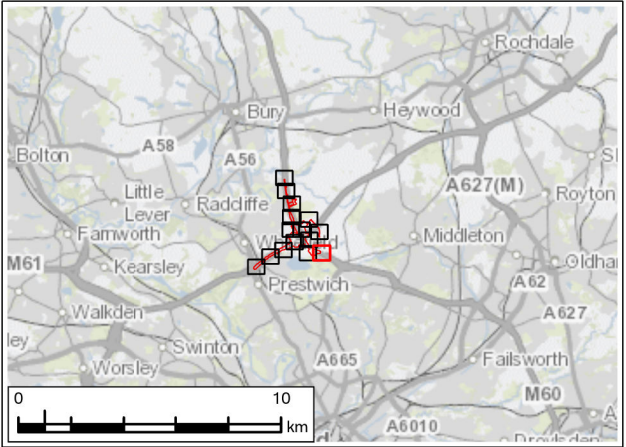 Rochdale
Bury
Heywood
A58
A56
Bolton
A627(M)
Little
Lever
Radcliffe
Royton
Farnworth
Middleton
M61
Kearsley
Oldha
A62
Prestwich
Walkden
A627
ley
Swinton
A665
Failsworth
Worsley
M60
0
10
km
A6010
Droylsden